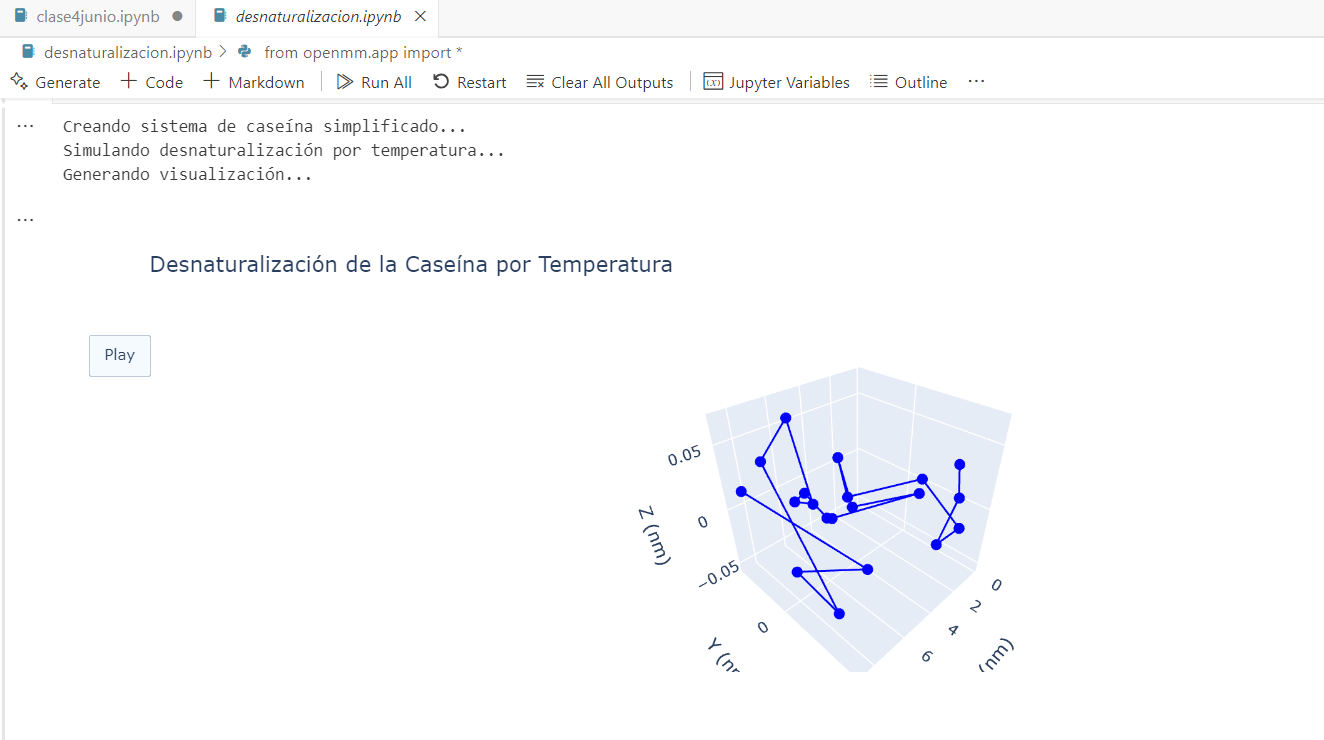 clase4junio.ipynb
desnaturalizacion.ipynb
desnaturalizacion.ipynb > from openmm.app import *
Generate + Code + Markdown Run All Restart Clear All Outputs Jupyter Variables Outline ...
... Creando sistema de caseína simplificado...
Simulando desnaturalización por temperatura...
Generando visualización...
...
Desnaturalización de la Caseína por Temperatura
Play
0.05
0
−0.05
Z (nm)
0
Y
0
2
4
6
(nm)